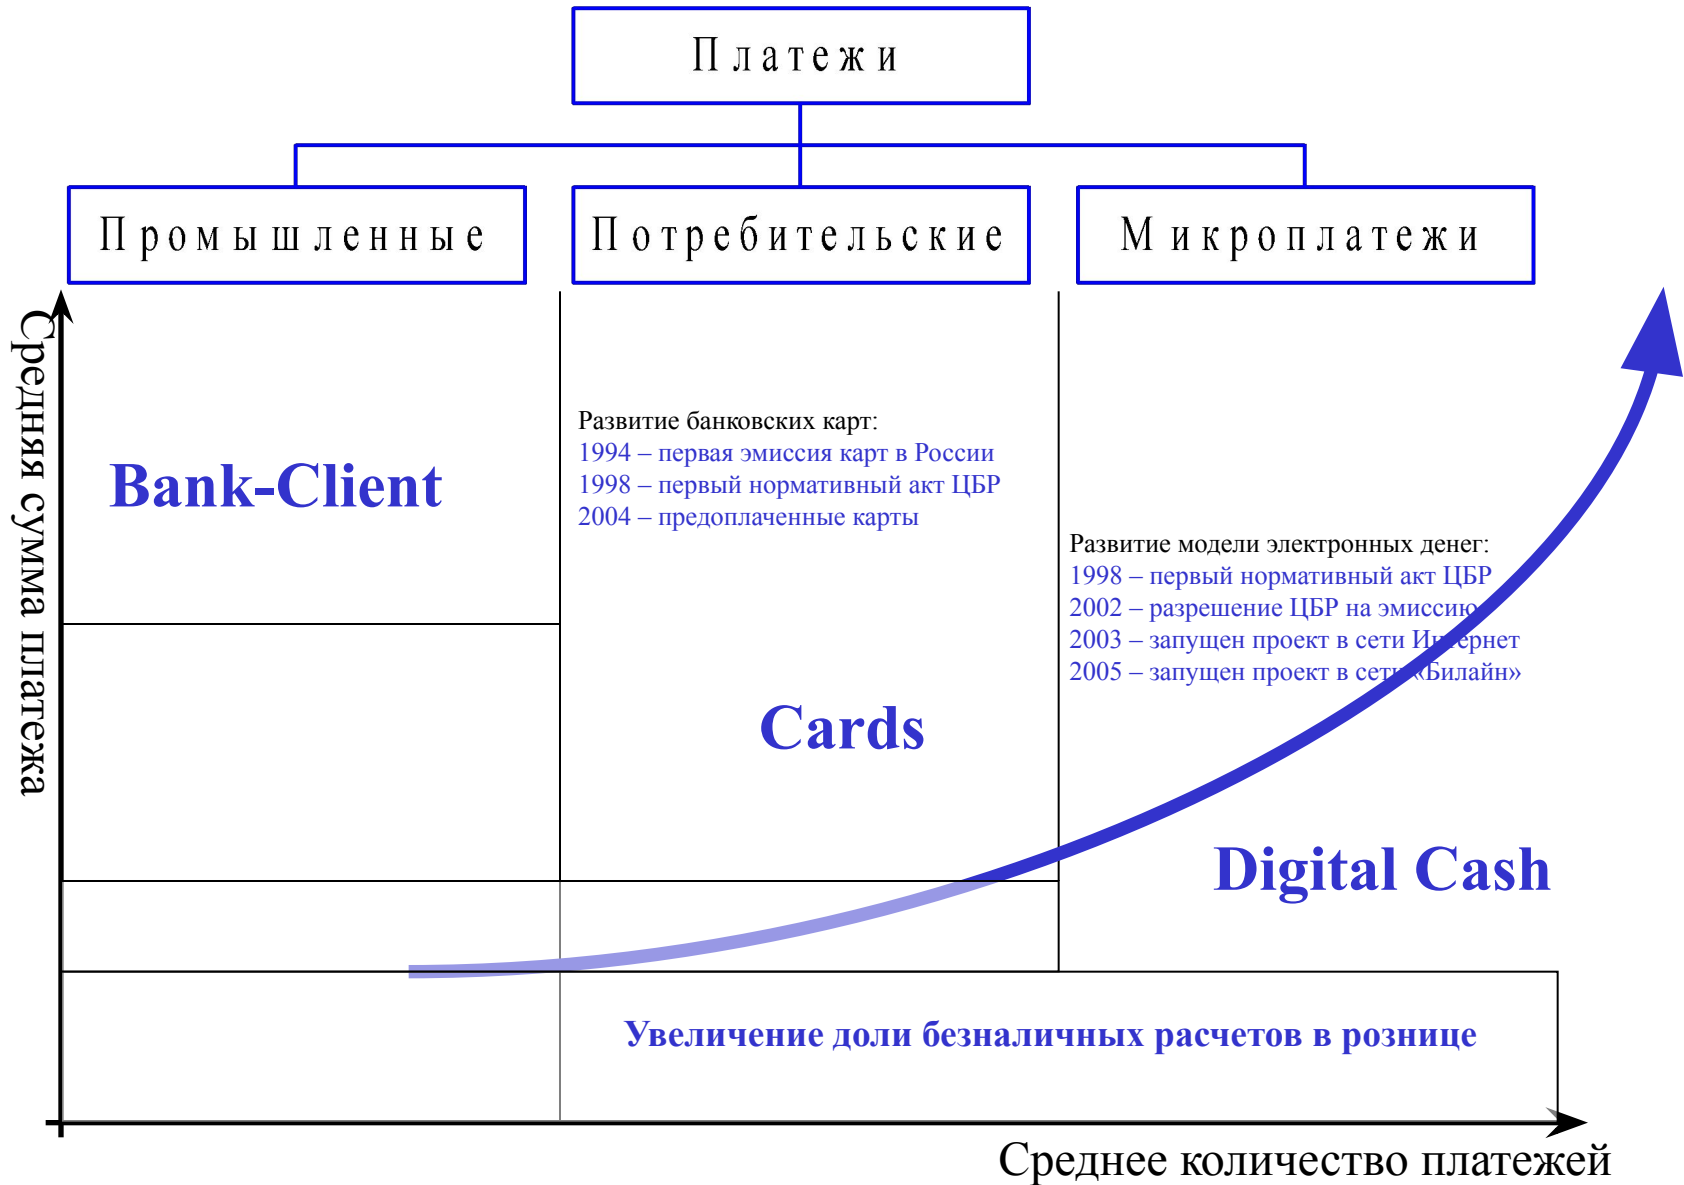 Платежи
Промышленные
Потребительские
Микроплатежи
Средняя сумма платежа
Bank-Client
Развитие банковских карт:
1994 – первая эмиссия карт в России
1998 – первый нормативный акт ЦБР
2004 – предоплаченные карты
Cards
Развитие модели электронных денег:
1998 – первый нормативный акт ЦБР
2002 – разрешение ЦБР на эмиссию
2003 – запущен проект в сети Интернет
2005 – запущен проект в сети «Билайн»
Digital Cash
Увеличение доли безналичных расчетов в рознице
Среднее количество платежей